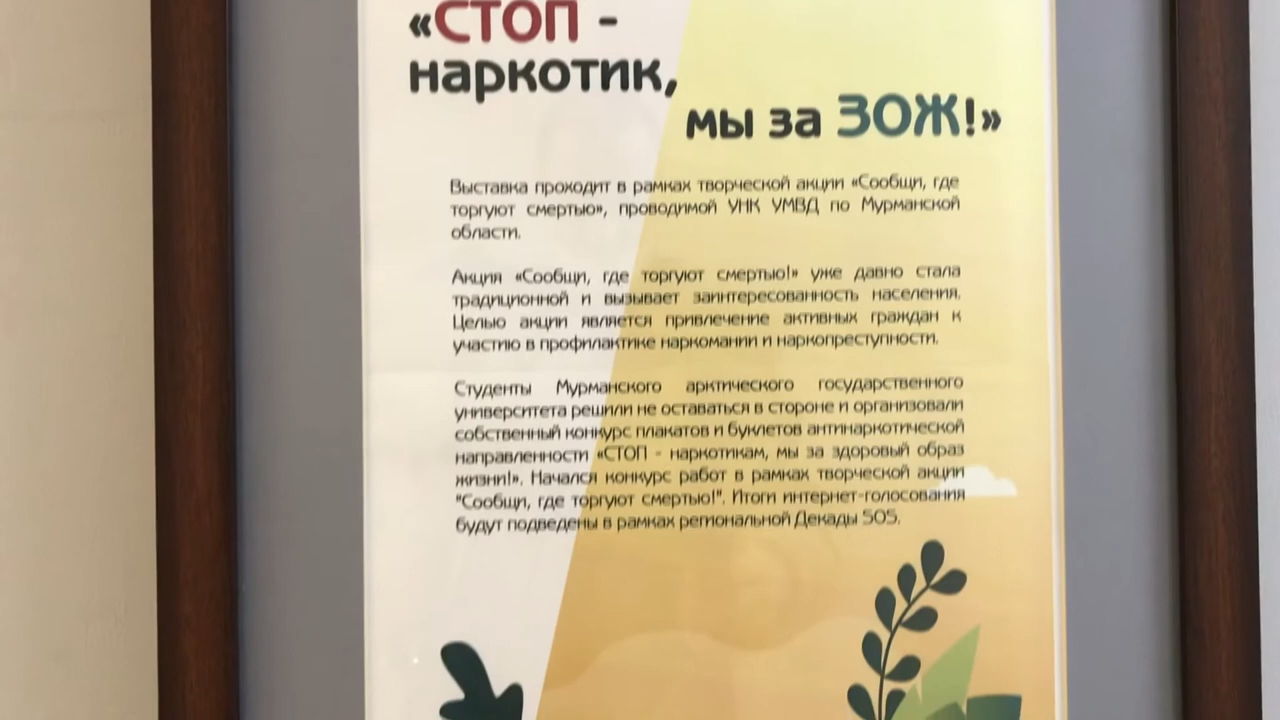 «СТОП -
наркотик,
мы за ЗОЖ!»
Выставка проходит в рамках творческой акции «Сообщи, где
торгуют смертью», проводимой УНК УМВД по Мурманской
области.
Акция «Сообщи, где торгуют смертью!» уже давно стала
традиционной и вызывает заинтересованность населения.
Целью акции является привлечение активных граждан к
участию в профилактике наркомании и наркопреступности.
Студенты Мурманского арктического государственного
университета решили не оставаться в стороне и организовали
собственный конкурс плакатов и буклетов антинаркотической
направленности «СТОП - наркотикам, мы за здоровый образ
жизни!». Начался конкурс работ в рамках творческой акции
"Сообщи, где торгуют смертью!". Итоги интернет-голосования
будут подведены в рамках региональной Декады SOS.